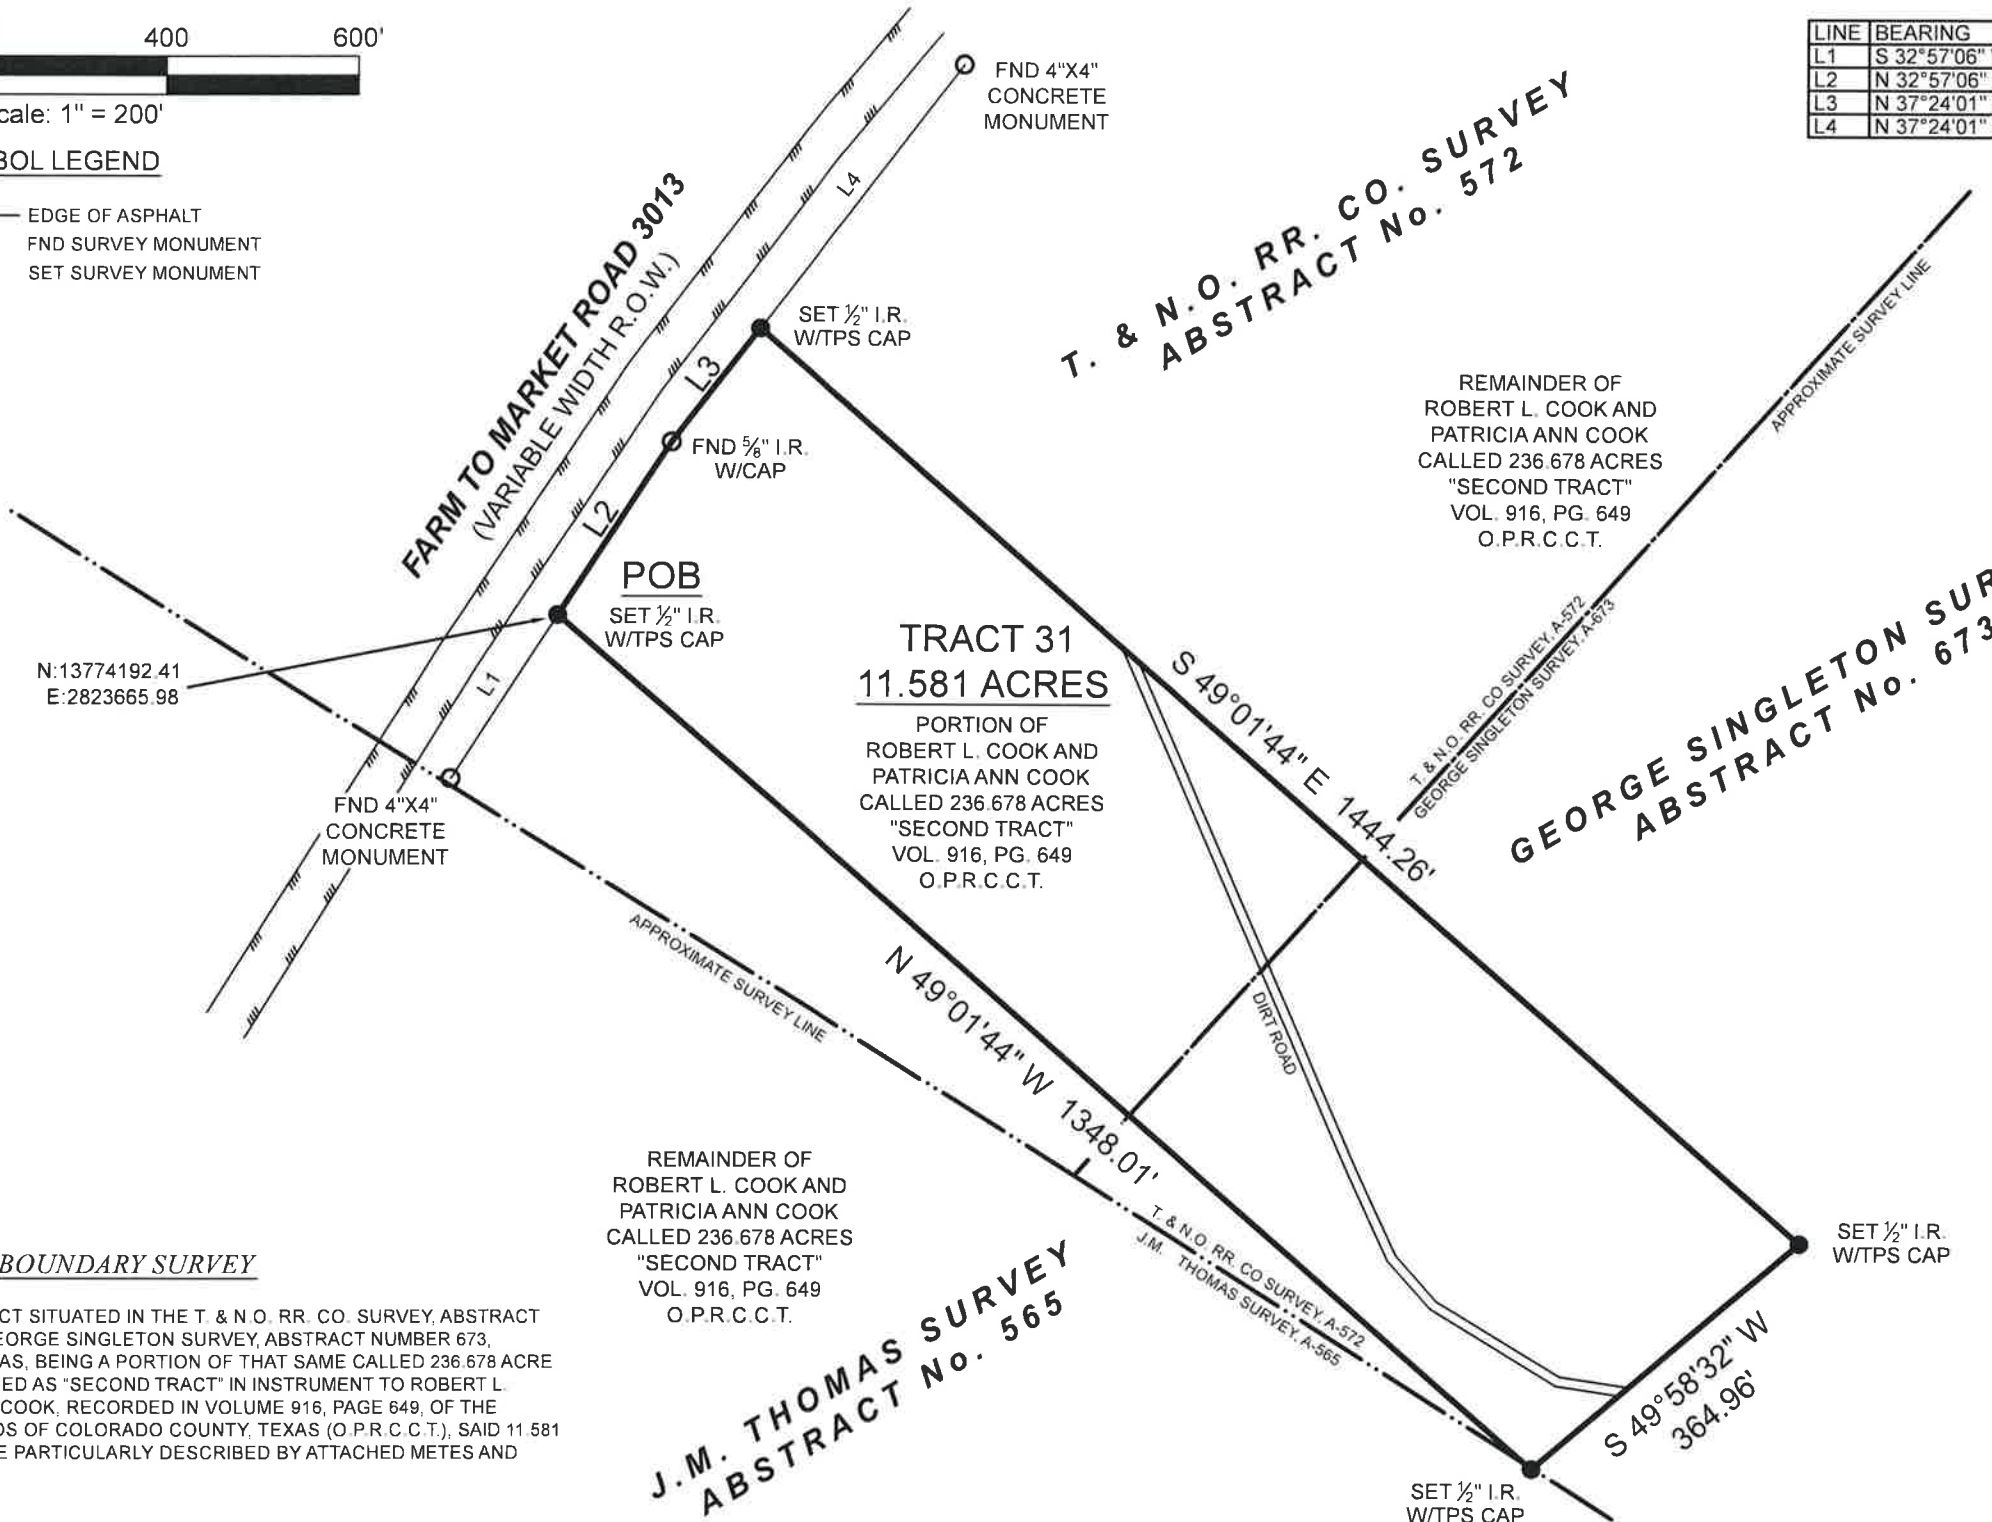 400 600'
cale: 1" = 200'
BOL LEGEND
EDGE OF ASPHALT
FND SURVEY MONUMENT
SET SURVEY MONUMENT
LINE BEARING
L1 S 32°57'06"
L2 N 32°57'06"
L3 N 37°24'01"
L4 N 37°24'01"
FND 4"X4"
CONCRETE
MONUMENT
L4
FARM TO MARKET ROAD 3013
(VARIABLE WIDTH R.O.W.)
SET ½" I.R.
W/TPS CAP
L3
FND ⅝" I.R.
W/CAP
L2
T. & N.O. RR. CO. SURVEY
ABSTRACT No. 572
REMAINDER OF
ROBERT L. COOK AND
PATRICIA ANN COOK
CALLED 236.678 ACRES
"SECOND TRACT"
VOL. 916, PG. 649
O.P.R.C.C.T.
APPROXIMATE SURVEY LINE
POB
SET ½" I.R.
W/TPS CAP
N:13774192.41
E:2823665.98
L1
TRACT 31
11.581 ACRES
PORTION OF
ROBERT L. COOK AND
PATRICIA ANN COOK
CALLED 236.678 ACRES
"SECOND TRACT"
VOL. 916, PG. 649
O.P.R.C.C.T.
S 49°01'44" E 1444.26'
T. & N.O. RR. CO SURVEY, A-572
GEORGE SINGLETON SURVEY, A-673
GEORGE SINGLETON SUR
ABSTRACT No. 673
FND 4"X4"
CONCRETE
MONUMENT
APPROXIMATE SURVEY LINE
N 49°01'44" W 1348.01'
DIRT ROAD
REMAINDER OF
ROBERT L. COOK AND
PATRICIA ANN COOK
CALLED 236.678 ACRES
"SECOND TRACT"
VOL. 916, PG. 649
O.P.R.C.C.T.
T. & N.O. RR. CO SURVEY, A-572
J.M. THOMAS SURVEY, A-565
SET ½" I.R.
W/TPS CAP
J.M. THOMAS SURVEY
ABSTRACT No. 565
S 49°58'32" W
364.96'
SET ½" I.R.
W/TPS CAP
BOUNDARY SURVEY
CT SITUATED IN THE T. & N.O. RR. CO. SURVEY, ABSTRACT
EORGE SINGLETON SURVEY, ABSTRACT NUMBER 673,
AS, BEING A PORTION OF THAT SAME CALLED 236.678 ACRE
ED AS "SECOND TRACT" IN INSTRUMENT TO ROBERT L.
COOK, RECORDED IN VOLUME 916, PAGE 649, OF THE
DS OF COLORADO COUNTY, TEXAS (O.P.R.C.C.T.), SAID 11.581
E PARTICULARLY DESCRIBED BY ATTACHED METES AND